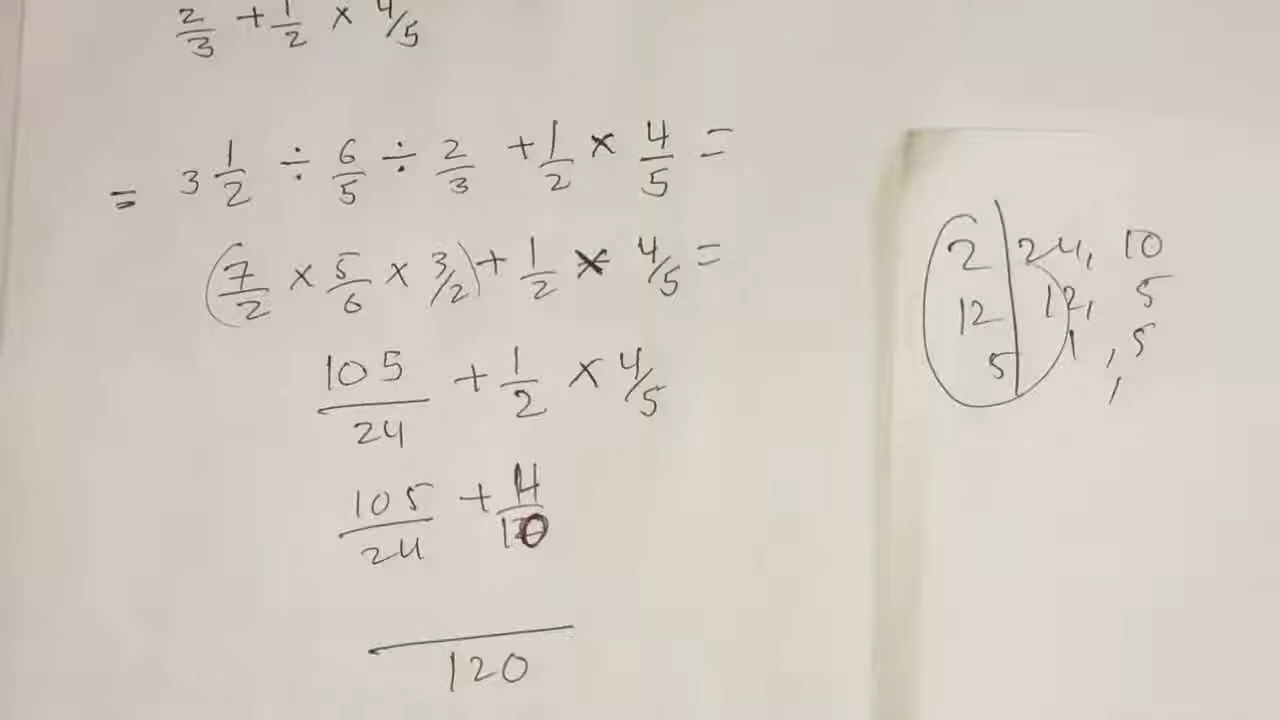 2/3 + 1/2 × 4/5
= 3 1/2 ÷ 6/5 ÷ 2/3 + 1/2 × 4/5 =
(7/2 × 5/6 × 3/2) + 1/2 × 4/5 =
105/24 + 1/2 × 4/5
105/24 + 4/10
/120
2 | 24, 10
12 | 12, 5
5 | 1, 5
,